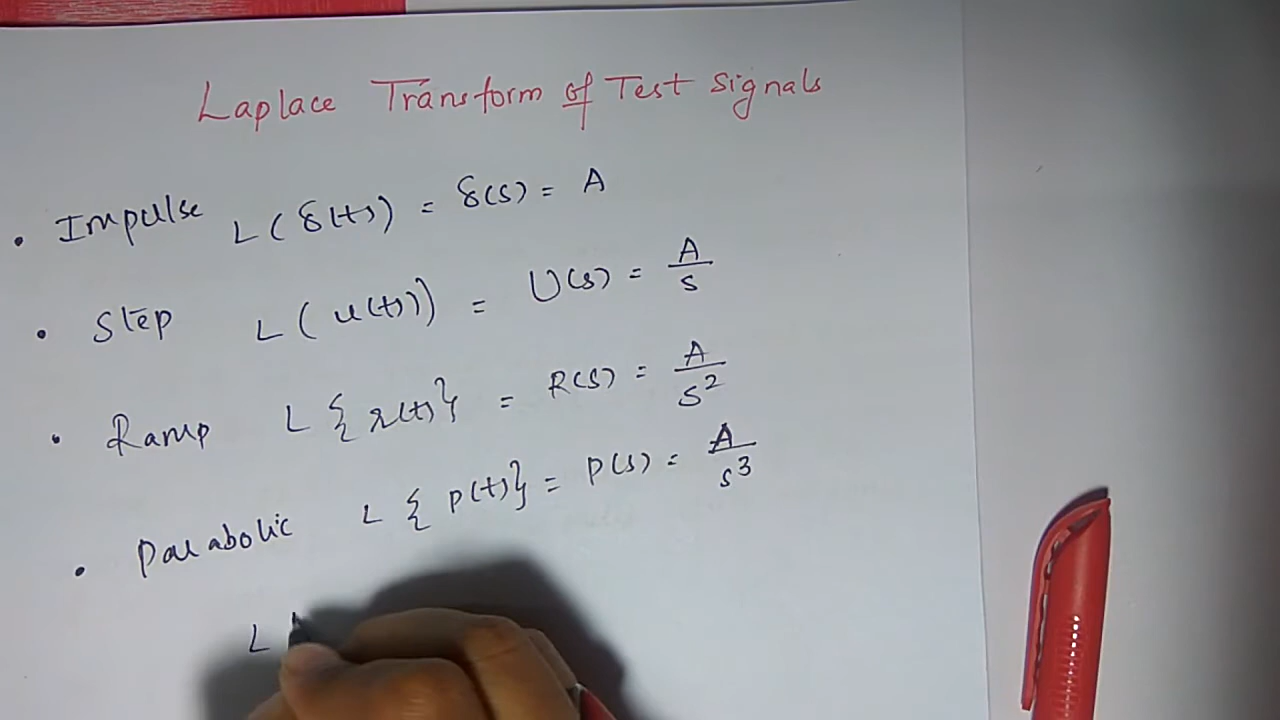 Laplace Transform of Test Signals
• Impulse L(δ(t)) = δ(s) = A
• Step L(u(t)) = U(s) = A/s
• Ramp L{r(t)} = R(s) = A/s²
• Parabolic L{p(t)} = P(s) = A/s³
L